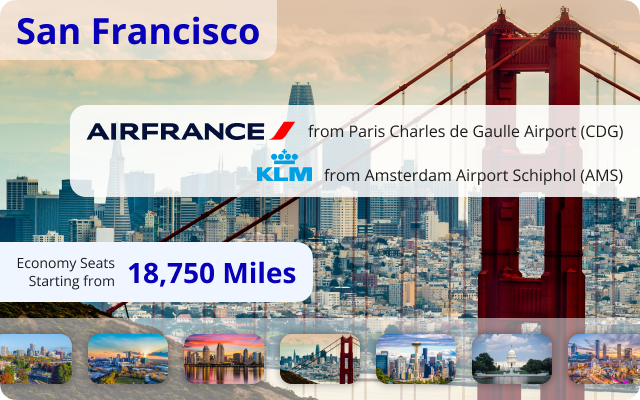 San Francisco
AIRFRANCE from Paris Charles de Gaulle Airport (CDG)
KLM from Amsterdam Airport Schiphol (AMS)
Economy Seats
Starting from
18,750 Miles